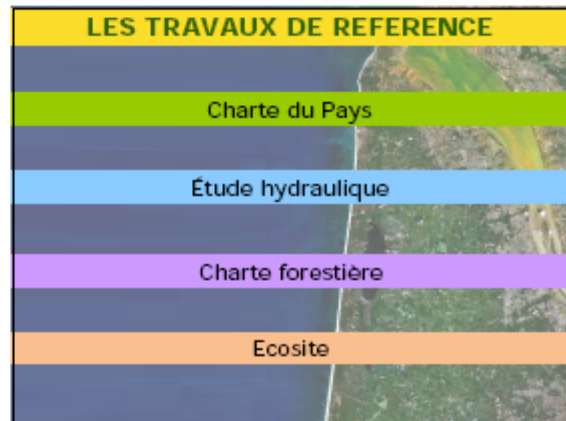 LES TRAVAUX DE REFERENCE
Charte du Pays
Étude hydraulique
Charte forestière
Ecosite